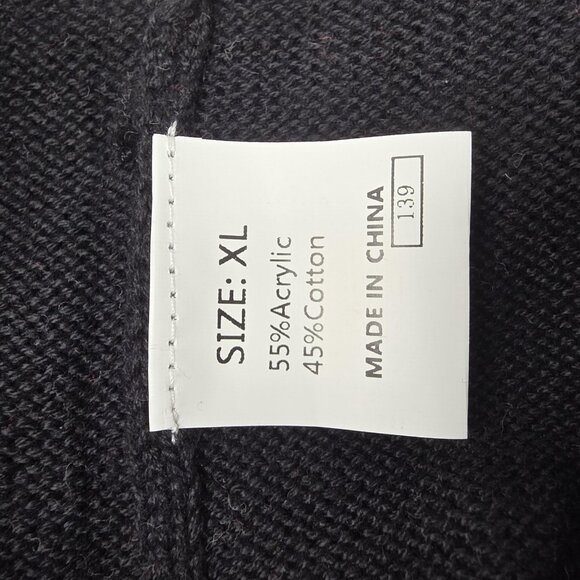 SIZE: XL
55%Acrylic
45%Cotton
MADE IN CHINA
139